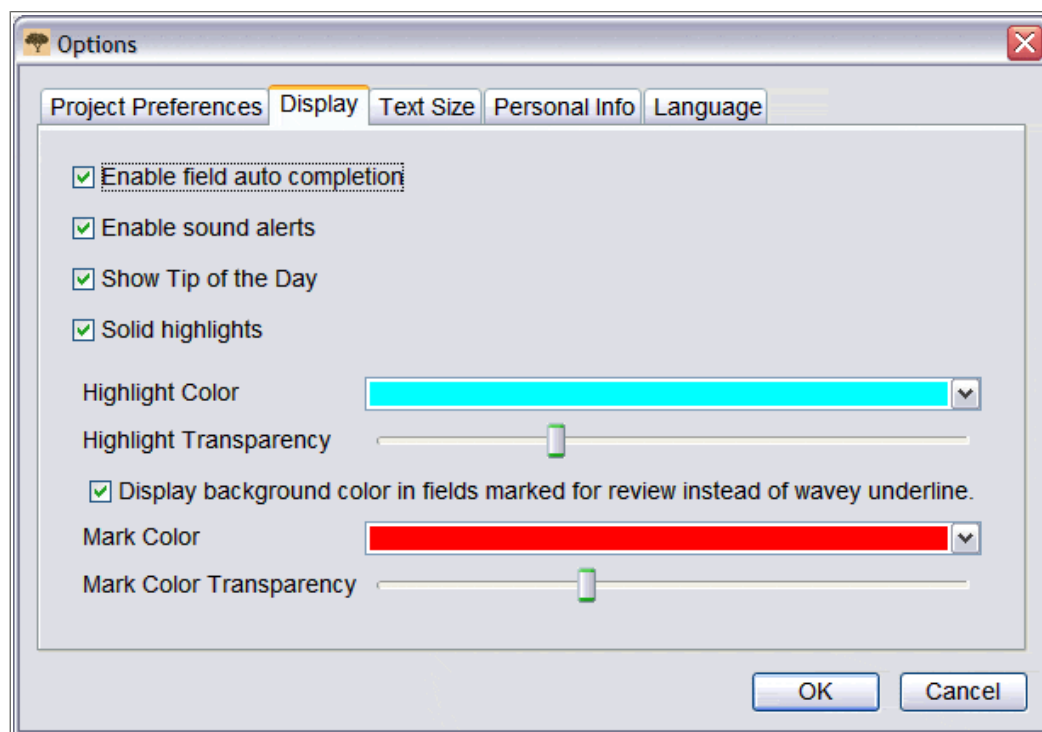 Options
Project Preferences Display Text Size Personal Info Language
Enable field auto completion
Enable sound alerts
Show Tip of the Day
Solid highlights
Highlight Color
Highlight Transparency
Display background color in fields marked for review instead of wavey underline.
Mark Color
Mark Color Transparency
OK Cancel